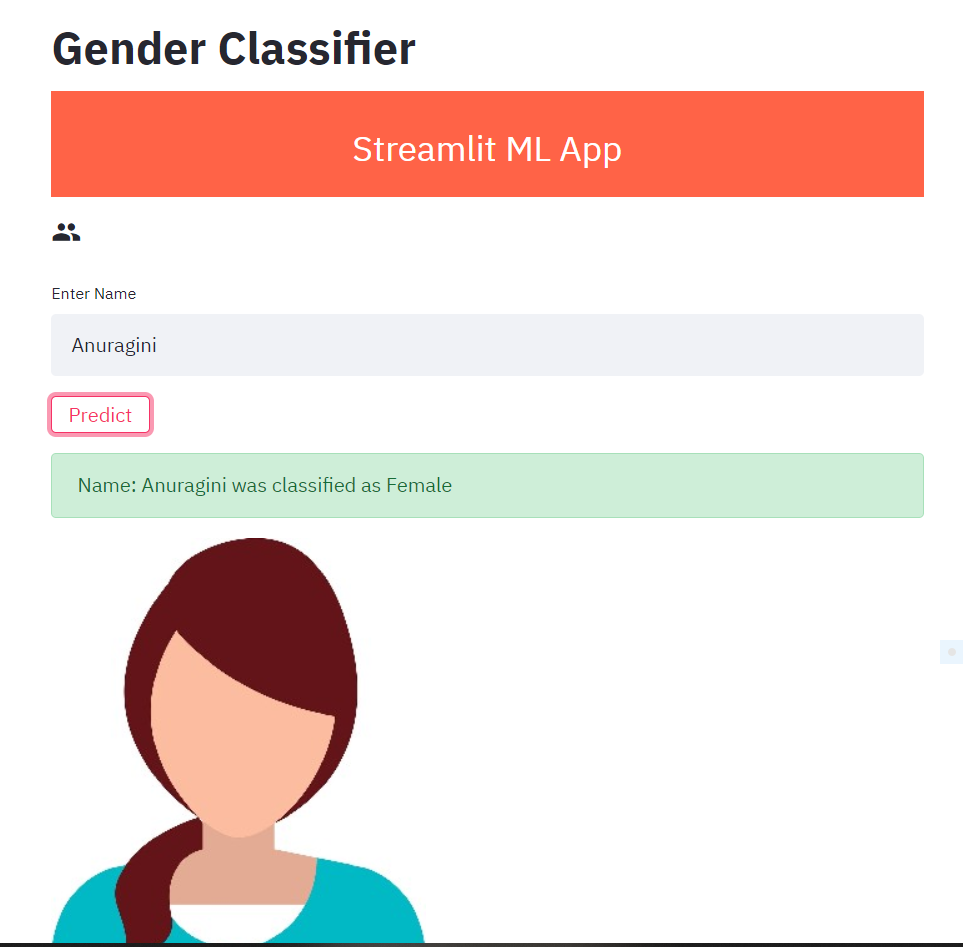 Gender Classifier
Streamlit ML App
Enter Name
Anuragini
Predict
Name: Anuragini was classified as Female